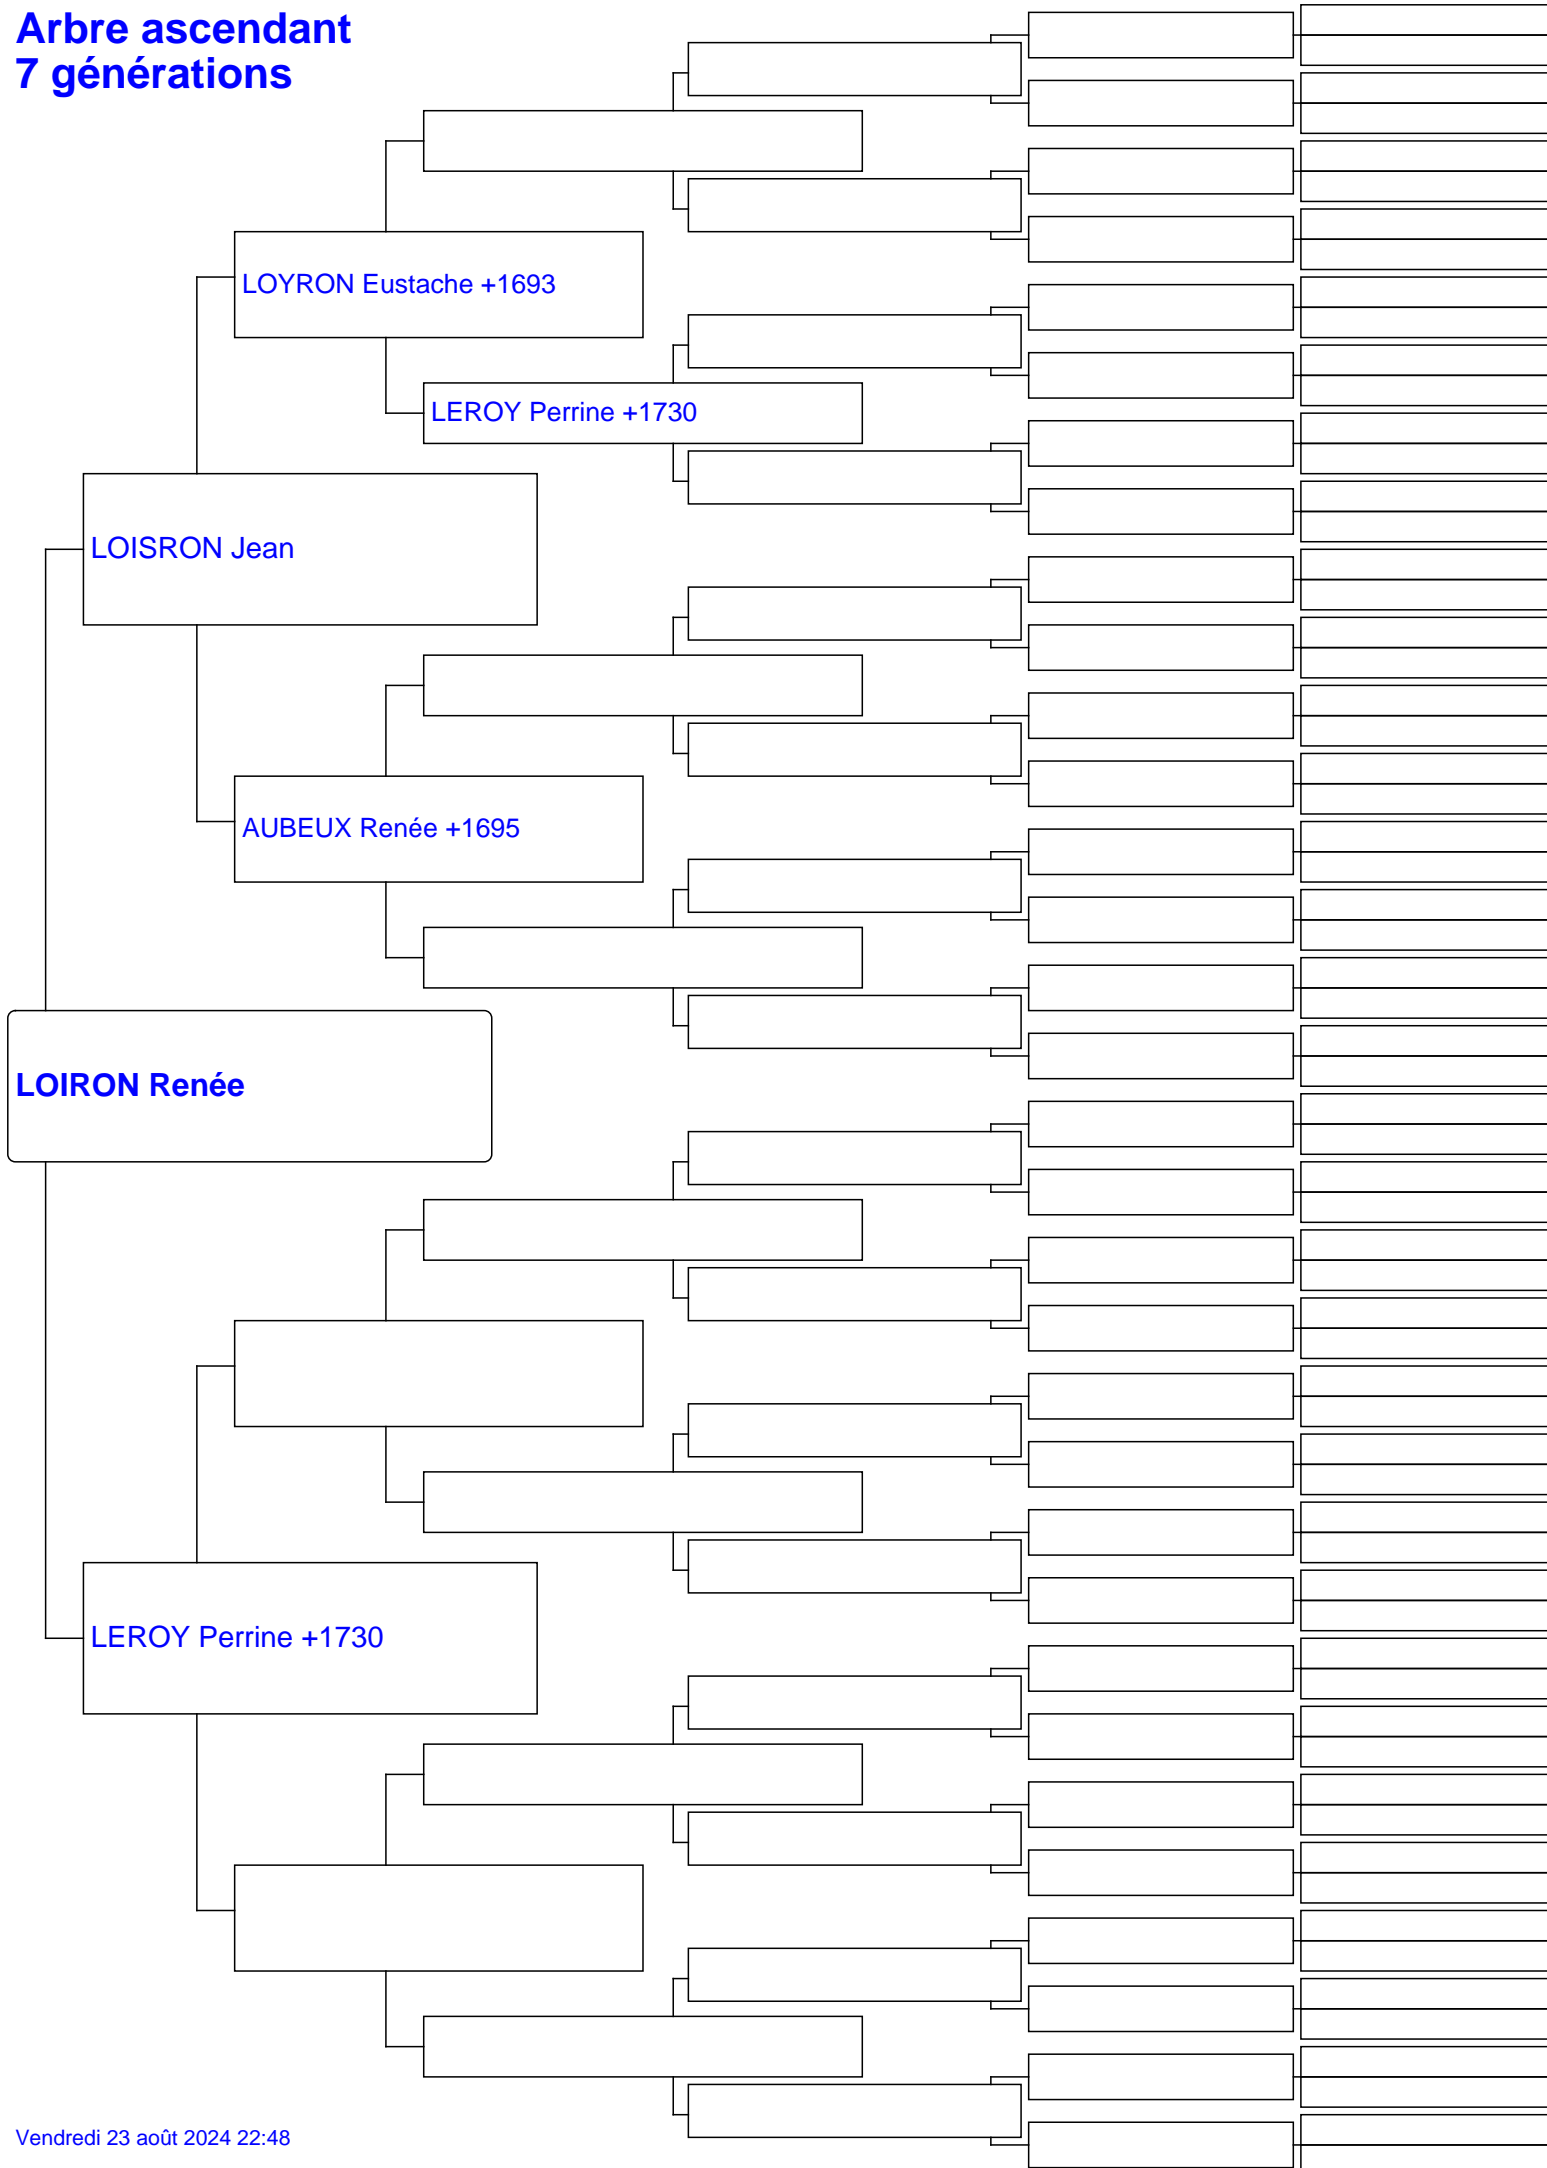 Arbre ascendant
7 générations
LOYRON Eustache +1693
LEROY Perrine +1730
LOISRON Jean
AUBEUX Renée +1695
LOIRON Renée
LEROY Perrine +1730
Vendredi 23 août 2024 22:48